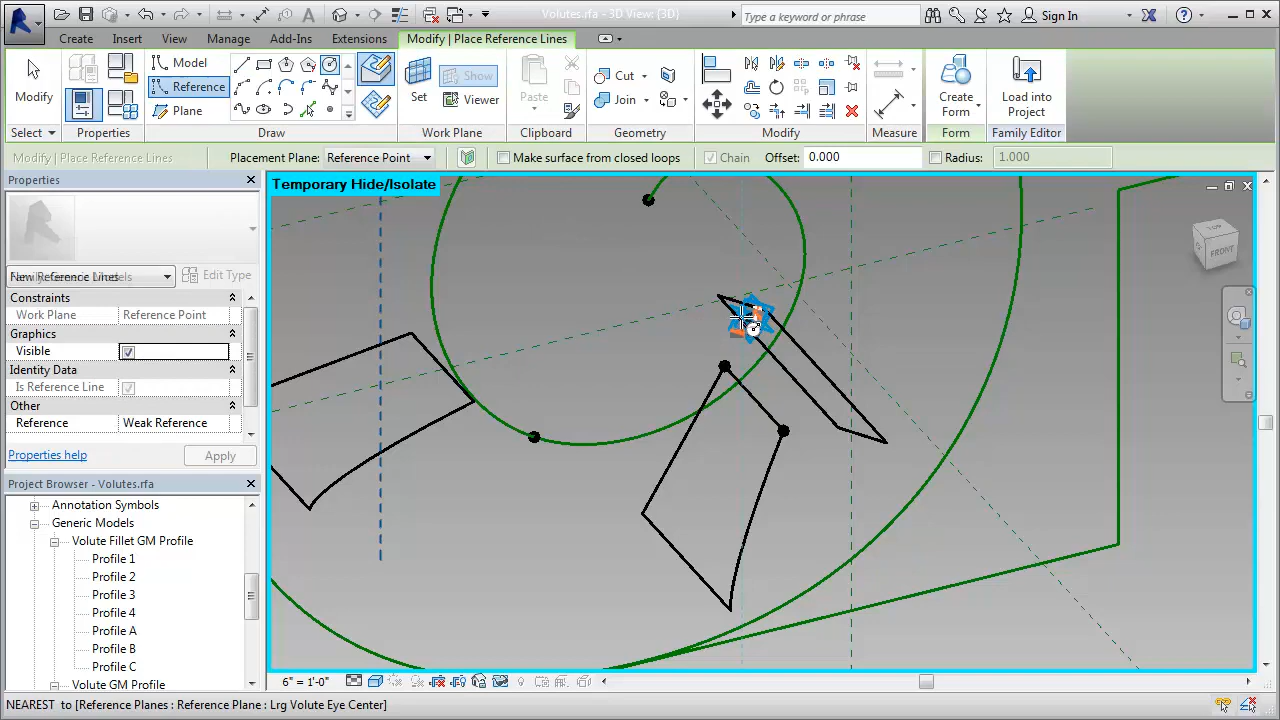 Volutes.rfa - 3D View: {3D}
Type a keyword or phrase
Sign In
Create Insert View Manage Add-Ins Extensions Modify | Place Reference Lines
Modify
Model
Reference
Plane
Set
Show
Viewer
Paste
Cut
Join
Create Form
Load into Project
Select Properties Draw Work Plane Clipboard Geometry Modify Measure Form Family Editor
Modify | Place Reference Lines Placement Plane: Reference Point Make surface from closed loops Chain Offset: 0.000 Radius: 1.000
Properties
Temporary Hide/Isolate
TOP
FRONT
New Reference Lines
Edit Type
Constraints
Work Plane Reference Point
Graphics
Visible
Identity Data
Is Reference Line
Other
Reference Weak Reference
Properties help Apply
Project Browser - Volutes.rfa
Annotation Symbols
Generic Models
Volute Fillet GM Profile
Profile 1
Profile 2
Profile 3
Profile 4
Profile A
Profile B
Profile C
Volute GM Profile
6" = 1'-0"
NEAREST to [Reference Planes : Reference Plane : Lrg Volute Eye Center]